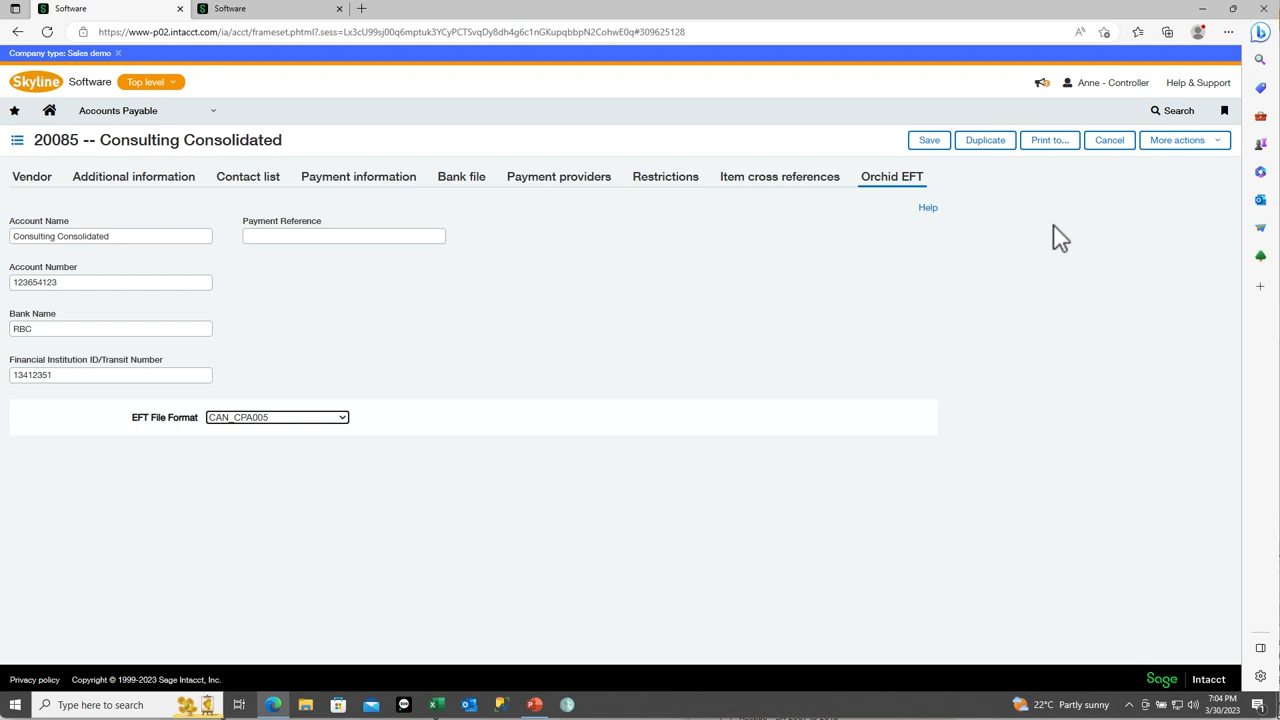 Software
Software
https://www-p02.intacct.com/ia/acct/frameset.phtml?.sess=Lx3cU99sj00q6mptuk3YCyPCTSvqDy8dh4g6c1nGKupqbbpN2CohwE0q#309625128
Company type: Sales demo
Skyline Software Top level
Anne - Controller Help & Support
Accounts Payable
Search
20085 -- Consulting Consolidated
Save Duplicate Print to... Cancel More actions
Vendor Additional information Contact list Payment information Bank file Payment providers Restrictions Item cross references Orchid EFT
Help
Account Name Payment Reference
Consulting Consolidated
Account Number
123654123
Bank Name
RBC
Financial Institution ID/Transit Number
13412351
EFT File Format CAN_CPA005
Privacy policy Copyright © 1999-2023 Sage Intacct, Inc.
Sage Intacct
Type here to search
22°C Partly sunny
7:04 PM
3/30/2023